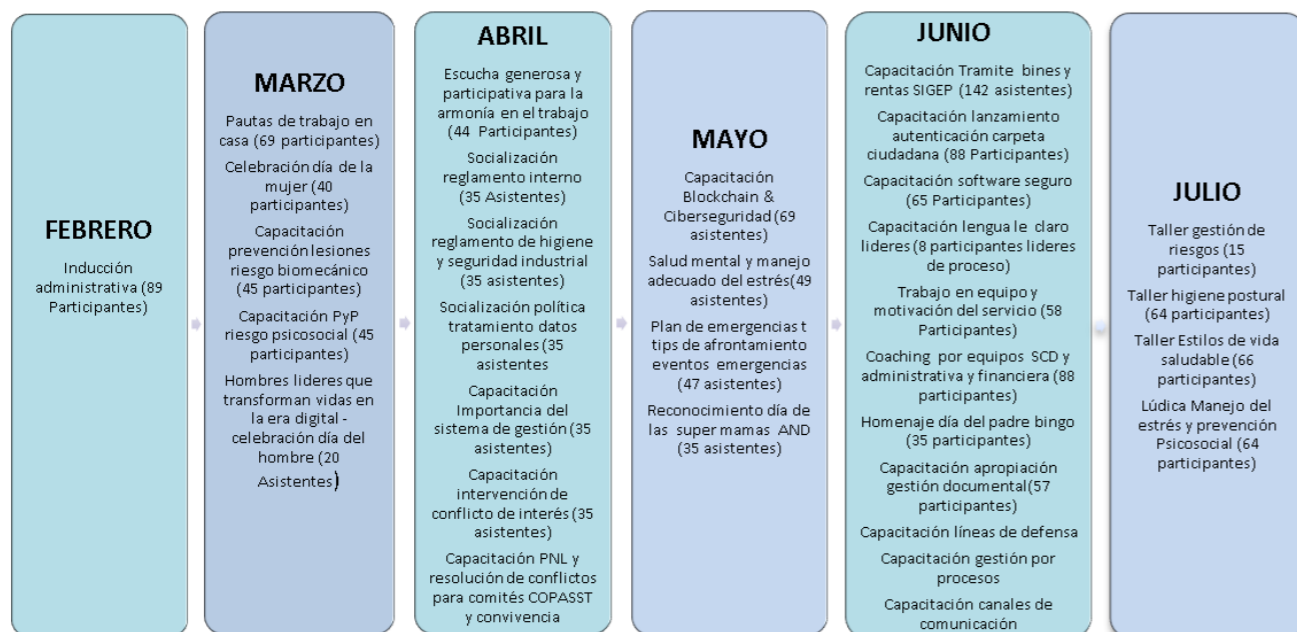 FEBRERO
Inducción
administrativa (89
Participantes)
MARZO
Pautas de trabajo en
casa (69 participantes)
Celebración día de la
mujer (40
participantes)
Capacitación
prevención lesiones
riesgo biomecánico
(45 participantes)
Capacitación PyP
riesgo psicosocial (45
participantes)
Hombres lideres que
transforman vidas en
la era digital -
celebración día del
hombre (20
Asistentes)
ABRIL
Escucha generosa y
participativa para la
armonía en el trabajo
(44 Participantes)
Socialización
reglamento interno
(35 Asistentes)
Socialización
reglamento de higiene
y seguridad industrial
(35 asistentes)
Socialización política
tratamiento datos
personales (35
asistentes
Capacitación
Importancia del
sistema de gestión (35
asistentes)
Capacitación
intervención de
conflicto de interés (35
asistentes)
Capacitación PNL y
resolución de conflictos
para comités COPASST
y convivencia
MAYO
Capacitación
Blockchain &
Ciberseguridad (69
asistentes)
Salud mental y manejo
adecuado del estrés(49
asistentes)
Plan de emergencias t
tips de afrontamiento
eventos emergencias
(47 asistentes)
Reconocimiento día de
las super mamas AND
(35 asistentes)
JUNIO
Capacitación Tramite bines y
rentas SIGEP (142 asistentes)
Capacitación lanzamiento
autenticación carpeta
ciudadana (88 Participantes)
Capacitación software seguro
(65 Participantes)
Capacitación lengua le claro
lideres (8 participantes lideres
de proceso)
Trabajo en equipo y
motivación del servicio (58
Participantes)
Coaching por equipos SCD y
administrativa y financiera (88
participantes)
Homenaje día del padre bingo
(35 participantes)
Capacitación apropiación
gestión documental(57
participantes)
Capacitación líneas de defensa
Capacitación gestión por
procesos
Capacitación canales de
comunicación
JULIO
Taller gestión de
riesgos (15
participantes)
Taller higiene postural
(64 participantes)
Taller Estilos de vida
saludable (66
participantes)
Lúdica Manejo del
estrés y prevención
Psicosocial (64
participantes)